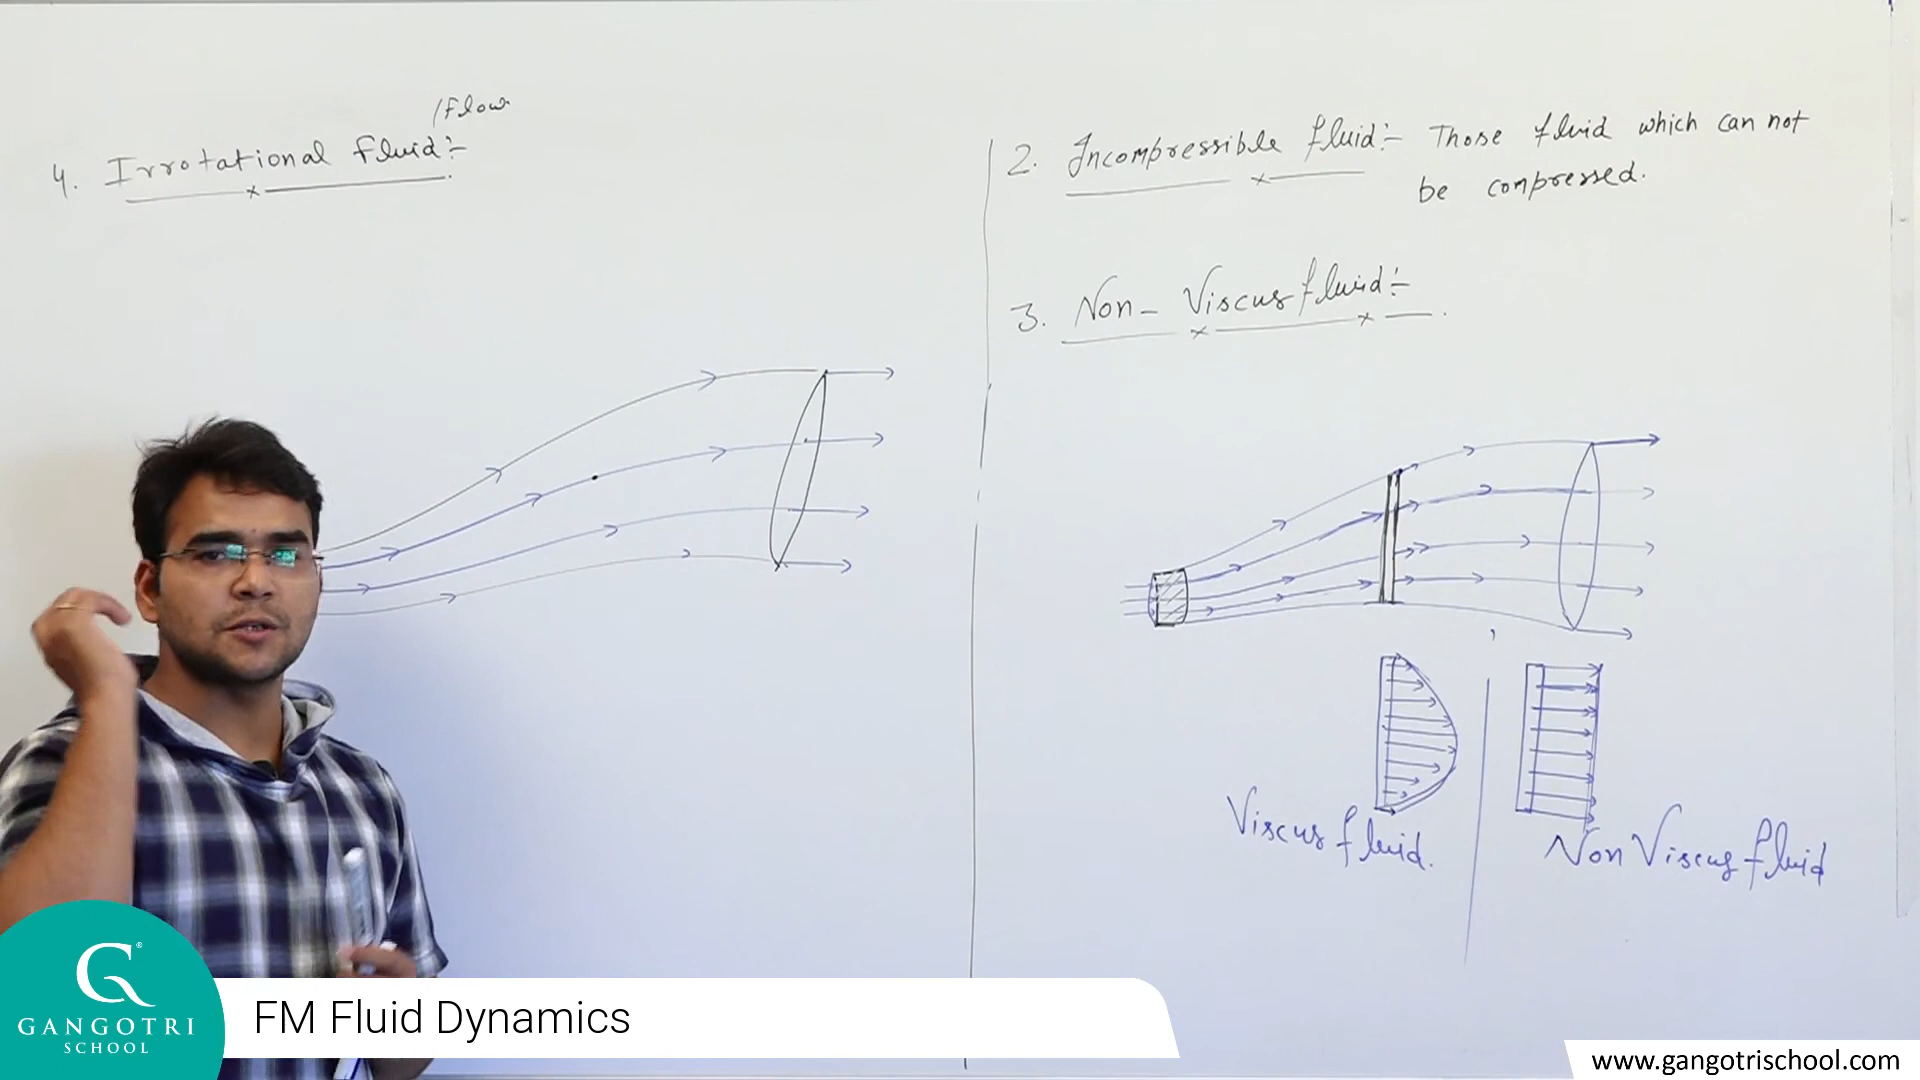 /Flow
4. Irrotational fluid:-
2. Incompressible fluid:- Those fluid which can not
be compressed.
3. Non- Viscus fluid:-
Viscus fluid.
Non Viscus fluid
G®
GANGOTRI
SCHOOL
FM Fluid Dynamics
www.gangotrischool.com